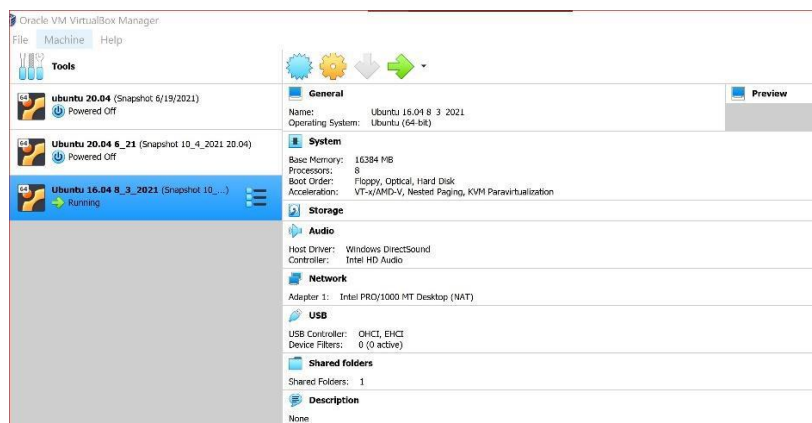 Oracle VM VirtualBox Manager
File Machine Help
Tools
64 ubuntu 20.04 (Snapshot 6/19/2021)
Powered Off
64 Ubuntu 20.04 6_21 (Snapshot 10_4_2021 20.04)
Powered Off
64 Ubuntu 16.04 8_3_2021 (Snapshot 10_...)
Running
General
Name: Ubuntu 16.04 8 3 2021
Operating System: Ubuntu (64-bit)
System
Base Memory: 16384 MB
Processors: 8
Boot Order: Floppy, Optical, Hard Disk
Acceleration: VT-x/AMD-V, Nested Paging, KVM Paravirtualization
Storage
Audio
Host Driver: Windows DirectSound
Controller: Intel HD Audio
Network
Adapter 1: Intel PRO/1000 MT Desktop (NAT)
USB
USB Controller: OHCI, EHCI
Device Filters: 0 (0 active)
Shared folders
Shared Folders: 1
Description
None
Preview